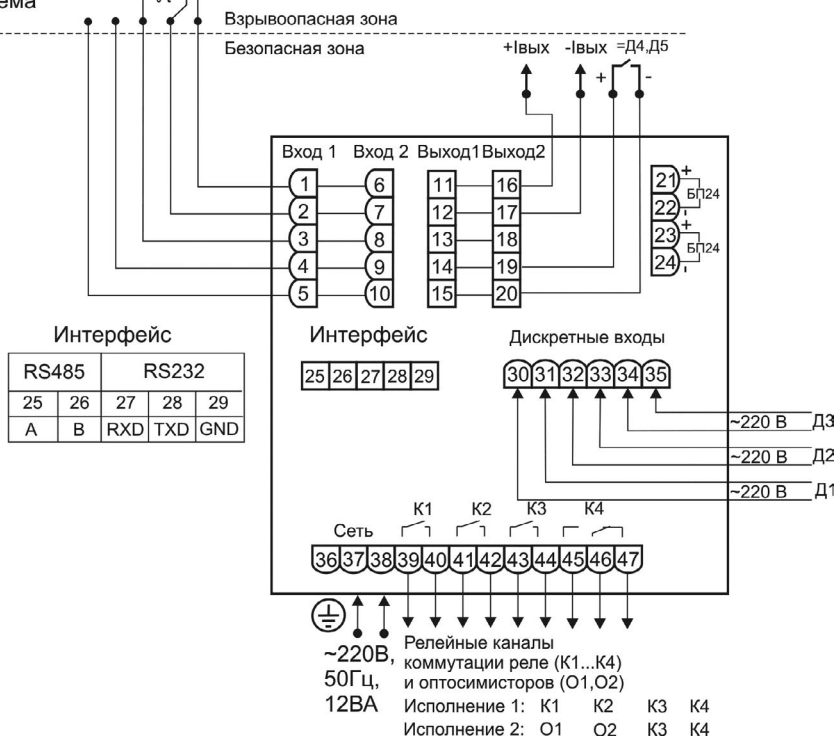 ема
Взрывоопасная зона
Безопасная зона
+Iвых -Iвых =Д4,Д5
+ -
Вход 1 Вход 2 Выход1 Выход2
1 6 11 16
2 7 12 17
3 8 13 18
4 9 14 19
5 10 15 20
21 +
БП24
22 -
23 +
БП24
24 -
Интерфейс
RS485 RS232
25 26 27 28 29
A B RXD TXD GND
Интерфейс
25 26 27 28 29
Дискретные входы
30 31 32 33 34 35
~220 В Д3
~220 В Д2
~220 В Д1
К1 К2 К3 К4
Сеть
36 37 38 39 40 41 42 43 44 45 46 47
~220В,
50Гц,
12ВА
Релейные каналы
коммутации реле (К1...К4)
и оптосимисторов (О1,О2)
Исполнение 1: К1 К2 К3 К4
Исполнение 2: О1 О2 К3 К4